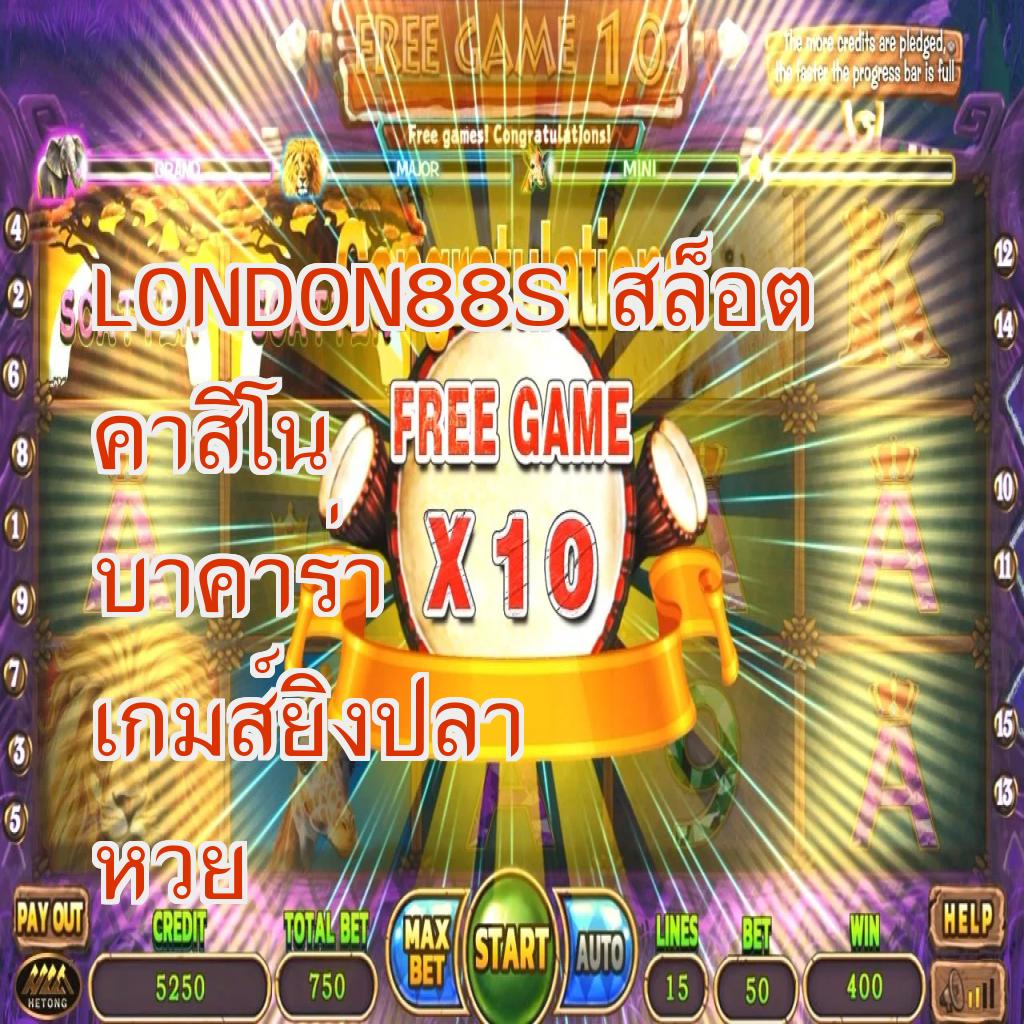 FREE GAME 10
The more credits are pledged,
the faster the progress bar is full
Free games! Congratulations!
GRAND
MAJOR
MINI
4
12
LONDON88S สล็อต
2
14
6
คาสิโน
FREE GAME
8
10
1
บาคาร่า
X10
11
9
7
เกมส์ยิงปลา
15
3
13
5
หวย
PAY OUT
CREDIT
TOTAL BET
MAX BET
START
AUTO
LINES
BET
WIN
HELP
HETONG
5250
750
15
50
400